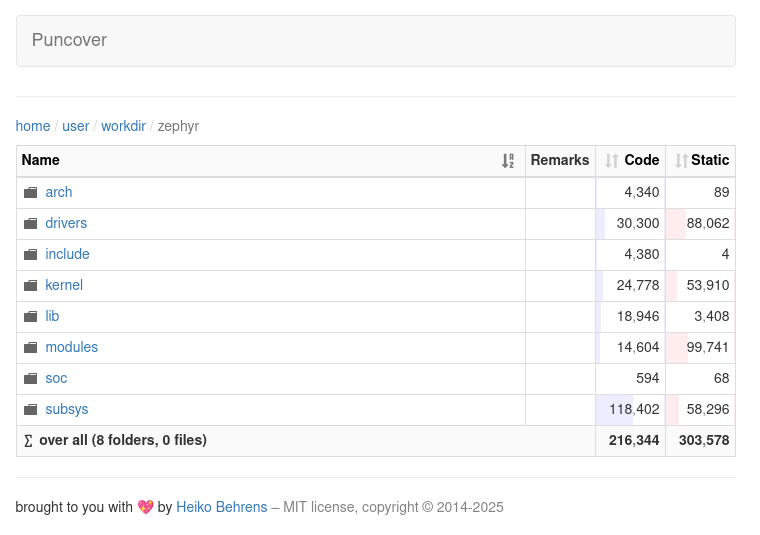 Puncover
home / user / workdir / zephyr
Name Remarks Code Static
arch 4,340 89
drivers 30,300 88,062
include 4,380 4
kernel 24,778 53,910
lib 18,946 3,408
modules 14,604 99,741
soc 594 68
subsys 118,402 58,296
∑ over all (8 folders, 0 files) 216,344 303,578
brought to you with 💖 by Heiko Behrens – MIT license, copyright © 2014-2025